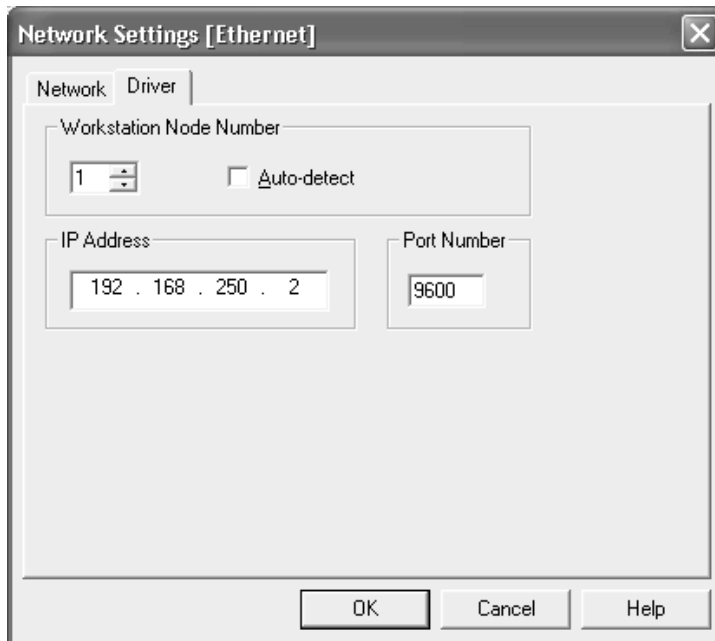 Network Settings [Ethernet]
Network Driver
Workstation Node Number
1 Auto-detect
IP Address Port Number
192 . 168 . 250 . 2 9600
OK Cancel Help